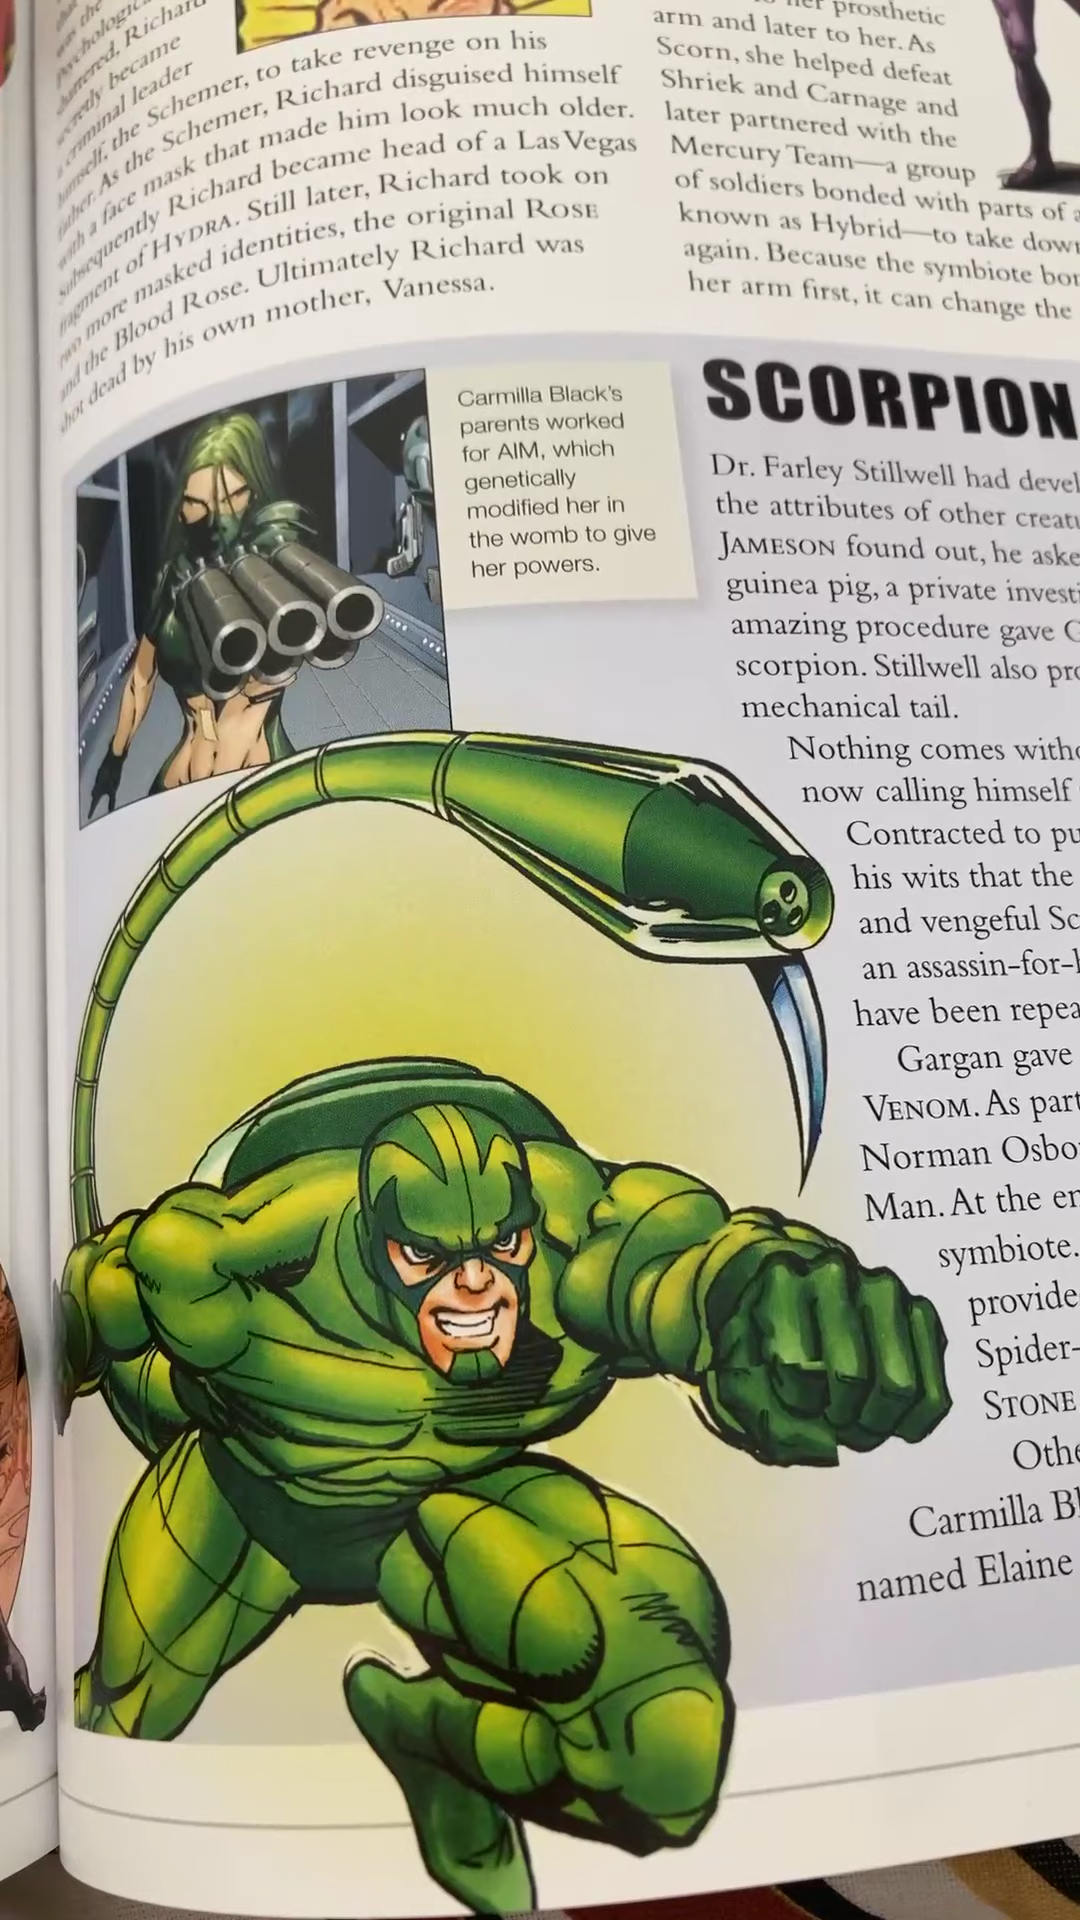 psychologic
shattered, Richard
secretly became
a criminal leader
himself, the Schemer, to take revenge on his
father. As the Schemer, Richard disguised himself
with a face mask that made him look much older.
Subsequently Richard became head of a Las Vegas
fragment of HYDRA. Still later, Richard took on
two more masked identities, the original ROSE
and the Blood Rose. Ultimately Richard was
shot dead by his own mother, Vanessa.
her prosthetic
arm and later to her. As
Scorn, she helped defeat
Shriek and Carnage and
later partnered with the
Mercury Team—a group
of soldiers bonded with parts of a
known as Hybrid—to take down
again. Because the symbiote bon
her arm first, it can change the
Carmilla Black's
parents worked
for AIM, which
genetically
modified her in
the womb to give
her powers.
SCORPION
Dr. Farley Stillwell had devel
the attributes of other creatu
JAMESON found out, he aske
guinea pig, a private investi
amazing procedure gave G
scorpion. Stillwell also pro
mechanical tail.
Nothing comes witho
now calling himself
Contracted to pu
his wits that the
and vengeful Sc
an assassin-for-h
have been repea
Gargan gave
VENOM. As part
Norman Osbo
Man. At the en
symbiote.
provide
Spider-
STONE
Othe
Carmilla Bl
named Elaine